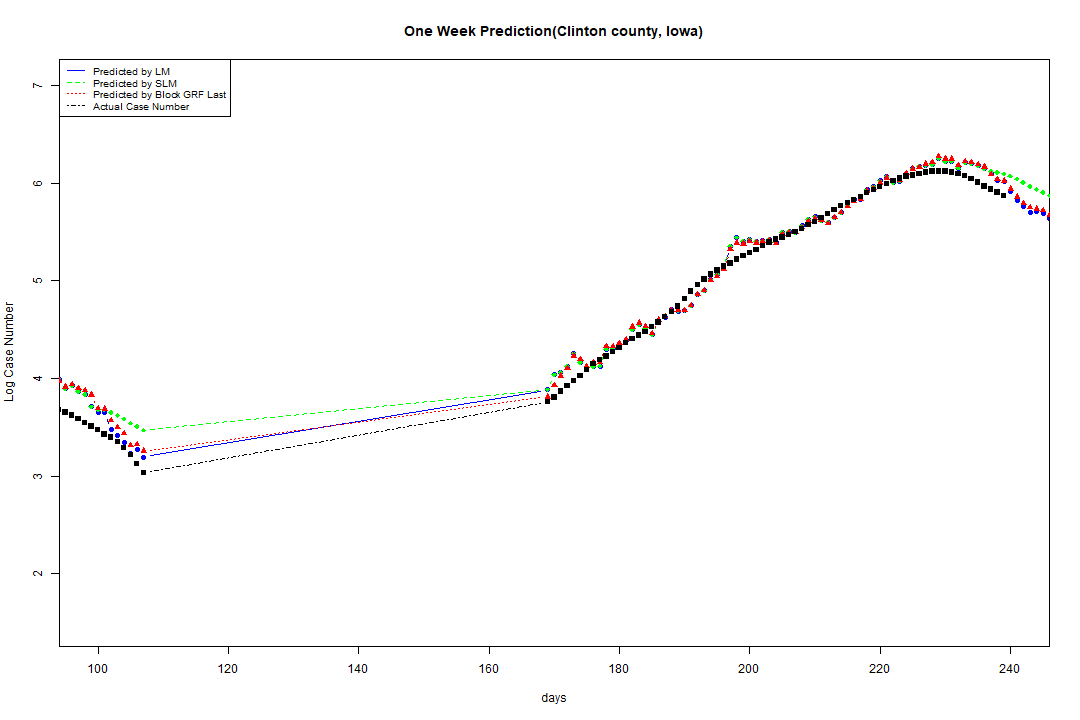 One Week Prediction(Clinton county, Iowa)
Predicted by LM
Predicted by SLM
Predicted by Block GRF Last
Actual Case Number
7
6
5
4
3
2
Log Case Number
100 120 140 160 180 200 220 240
days